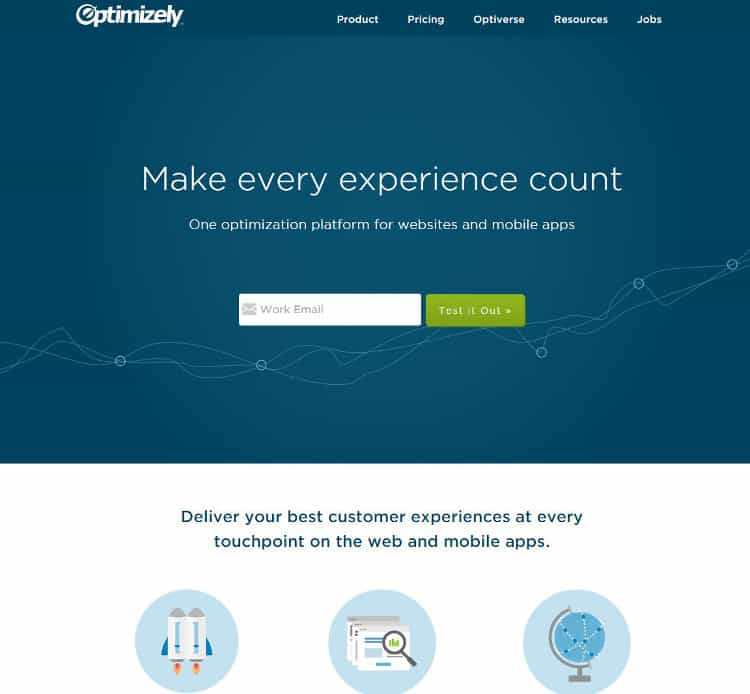 Optimizely
Product Pricing Optiverse Resources Jobs
Make every experience count
One optimization platform for websites and mobile apps
Work Email
Test It Out »
Deliver your best customer experiences at every
touchpoint on the web and mobile apps.